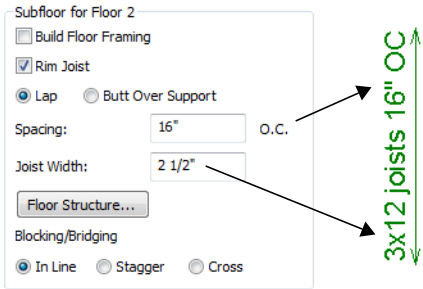 Subfloor for Floor 2
Build Floor Framing
Rim Joist
Lap Butt Over Support
Spacing: 16" O.C.
Joist Width: 2 1/2"
Floor Structure...
Blocking/Bridging
In Line Stagger Cross
3x12 joists 16" OC